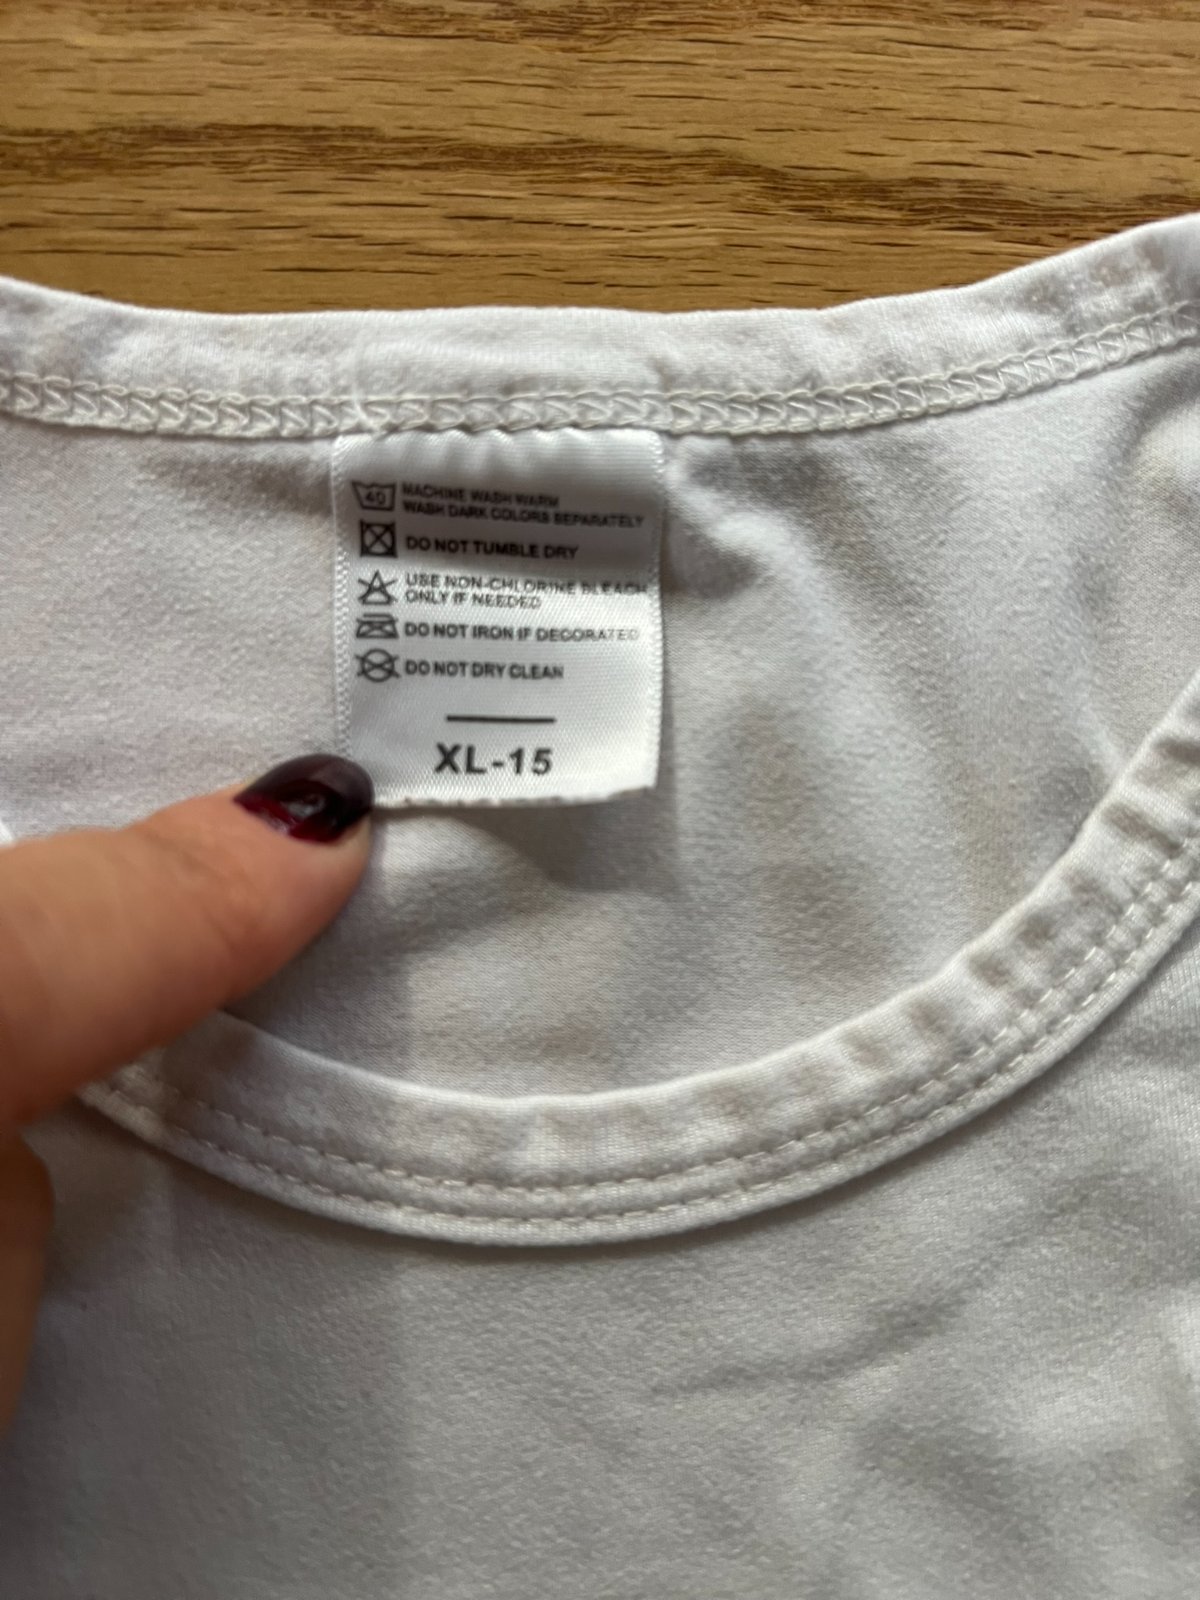 40 MACHINE WASH WARM
WASH DARK COLORS SEPARATELY
DO NOT TUMBLE DRY
USE NON-CHLORINE BLEACH
ONLY IF NEEDED
DO NOT IRON IF DECORATED
DO NOT DRY CLEAN
XL-15